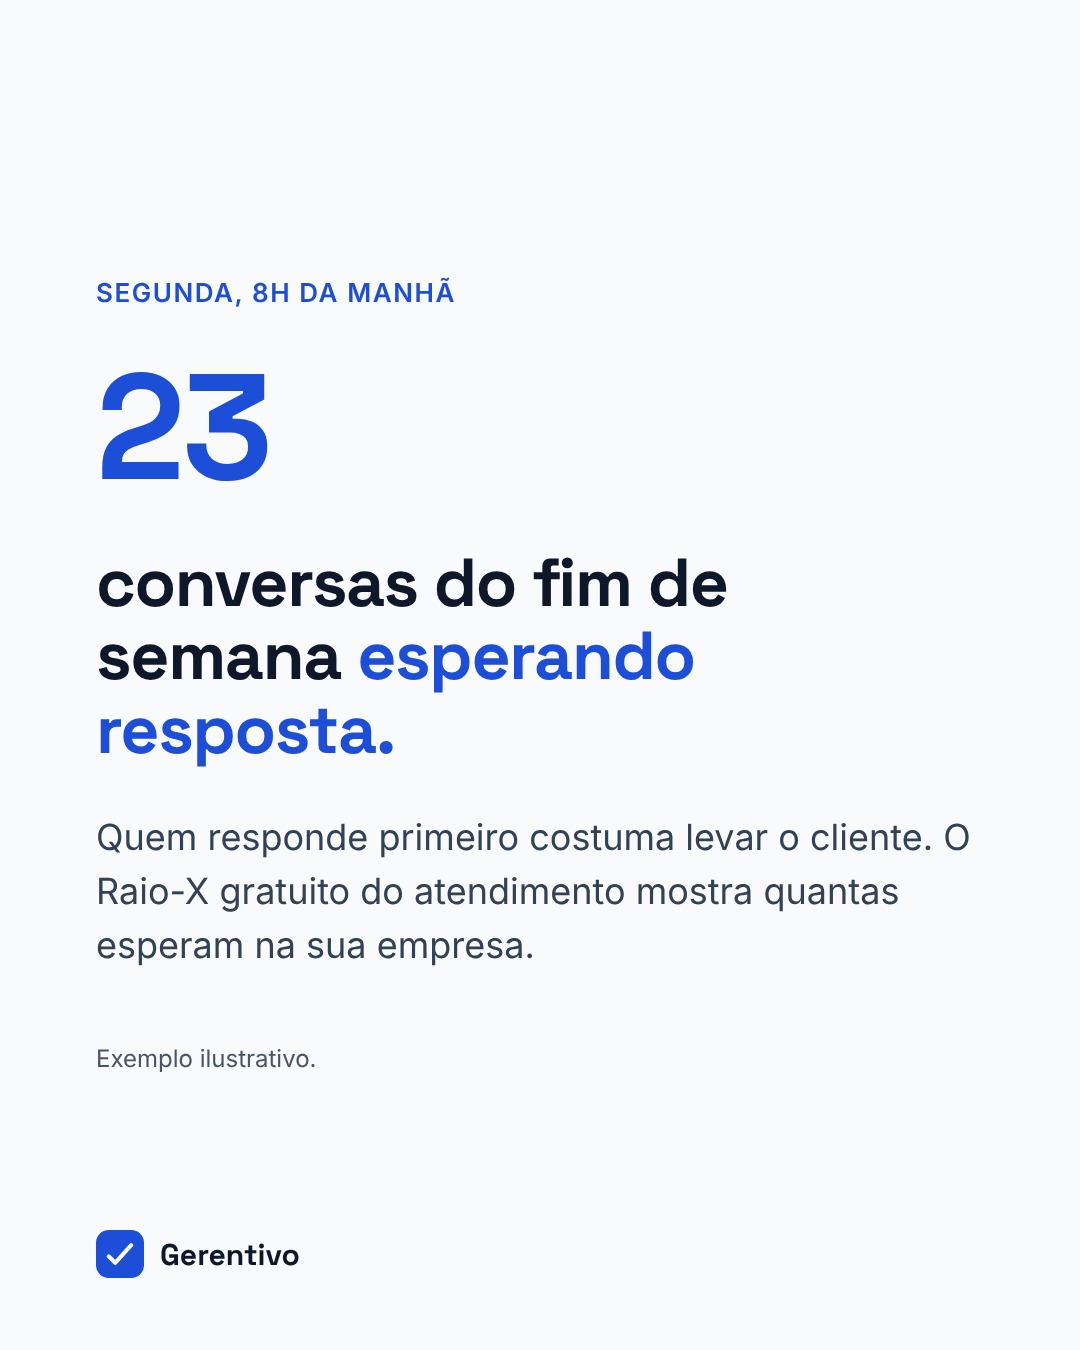 SEGUNDA, 8H DA MANHÃ
23
conversas do fim de
semana esperando
resposta.
Quem responde primeiro costuma levar o cliente. O
Raio-X gratuito do atendimento mostra quantas
esperam na sua empresa.
Exemplo ilustrativo.
Gerentivo